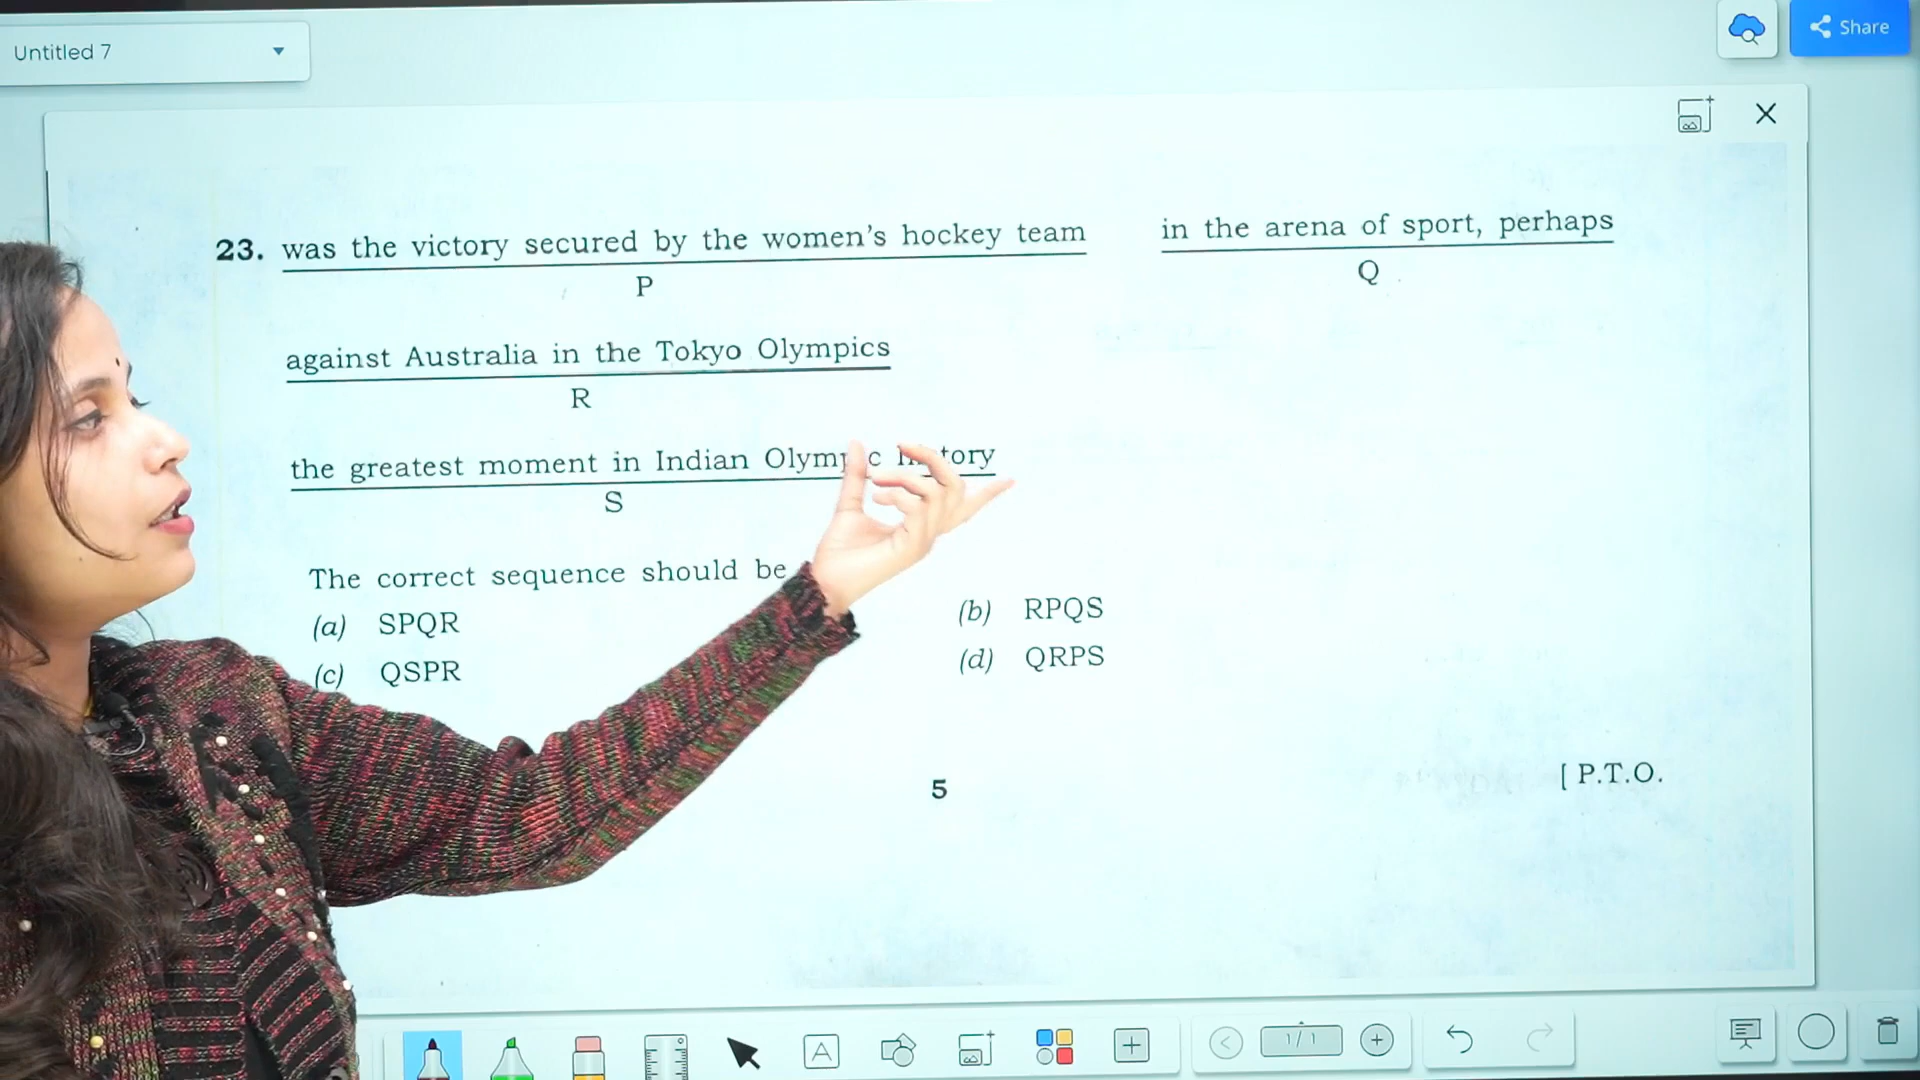 Untitled 7
Share
23. was the victory secured by the women's hockey team in the arena of sport, perhaps
P Q
against Australia in the Tokyo Olympics
R
the greatest moment in Indian
S
The correct sequence should be
(a) SPQR (b) RPQS
(c) QSPR (d) QRPS
5
[ P.T.O.
A
1/1